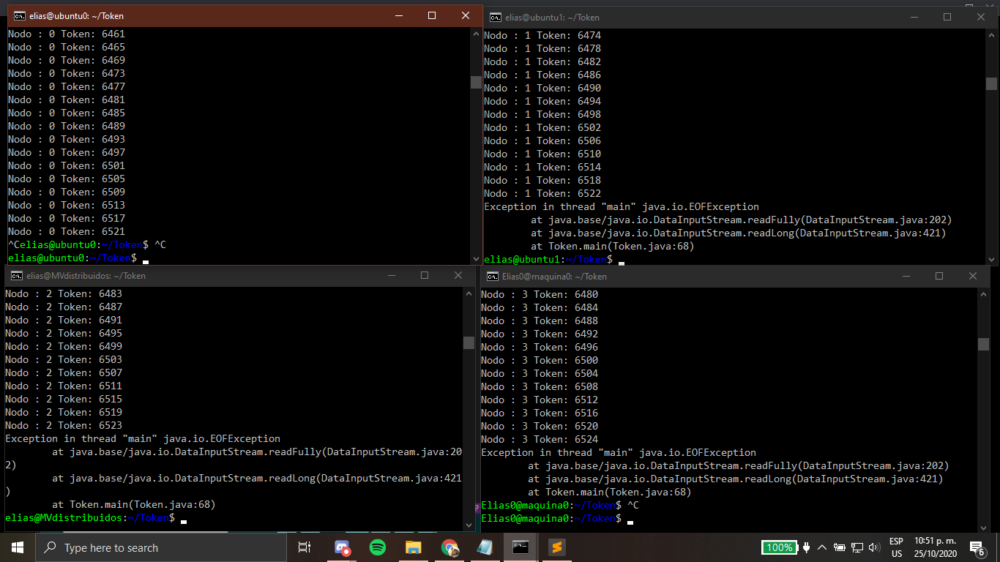 elias@ubuntu0: ~/Token
Nodo : 0 Token: 6461
Nodo : 0 Token: 6465
Nodo : 0 Token: 6469
Nodo : 0 Token: 6473
Nodo : 0 Token: 6477
Nodo : 0 Token: 6481
Nodo : 0 Token: 6485
Nodo : 0 Token: 6489
Nodo : 0 Token: 6493
Nodo : 0 Token: 6497
Nodo : 0 Token: 6501
Nodo : 0 Token: 6505
Nodo : 0 Token: 6509
Nodo : 0 Token: 6513
Nodo : 0 Token: 6517
Nodo : 0 Token: 6521
^Celias@ubuntu0:~/Token$ ^C
elias@ubuntu0:~/Token$
elias@ubuntu1: ~/Token
Nodo : 1 Token: 6474
Nodo : 1 Token: 6478
Nodo : 1 Token: 6482
Nodo : 1 Token: 6486
Nodo : 1 Token: 6490
Nodo : 1 Token: 6494
Nodo : 1 Token: 6498
Nodo : 1 Token: 6502
Nodo : 1 Token: 6506
Nodo : 1 Token: 6510
Nodo : 1 Token: 6514
Nodo : 1 Token: 6518
Nodo : 1 Token: 6522
Exception in thread "main" java.io.EOFException
at java.base/java.io.DataInputStream.readFully(DataInputStream.java:202)
at java.base/java.io.DataInputStream.readLong(DataInputStream.java:421)
at Token.main(Token.java:68)
elias@ubuntu1:~/Token$
elias@MVdistribuidos: ~/Token
Nodo : 2 Token: 6483
Nodo : 2 Token: 6487
Nodo : 2 Token: 6491
Nodo : 2 Token: 6495
Nodo : 2 Token: 6499
Nodo : 2 Token: 6503
Nodo : 2 Token: 6507
Nodo : 2 Token: 6511
Nodo : 2 Token: 6515
Nodo : 2 Token: 6519
Nodo : 2 Token: 6523
Exception in thread "main" java.io.EOFException
at java.base/java.io.DataInputStream.readFully(DataInputStream.java:20
2)
at java.base/java.io.DataInputStream.readLong(DataInputStream.java:421
)
at Token.main(Token.java:68)
elias@MVdistribuidos:~/Token$
Elias0@maquina0: ~/Token
Nodo : 3 Token: 6480
Nodo : 3 Token: 6484
Nodo : 3 Token: 6488
Nodo : 3 Token: 6492
Nodo : 3 Token: 6496
Nodo : 3 Token: 6500
Nodo : 3 Token: 6504
Nodo : 3 Token: 6508
Nodo : 3 Token: 6512
Nodo : 3 Token: 6516
Nodo : 3 Token: 6520
Nodo : 3 Token: 6524
Exception in thread "main" java.io.EOFException
at java.base/java.io.DataInputStream.readFully(DataInputStream.java:202)
at java.base/java.io.DataInputStream.readLong(DataInputStream.java:421)
at Token.main(Token.java:68)
Elias0@maquina0:~/Token$ ^C
Elias0@maquina0:~/Token$
Type here to search
100%
ESP
US
10:51 p. m.
25/10/2020
6